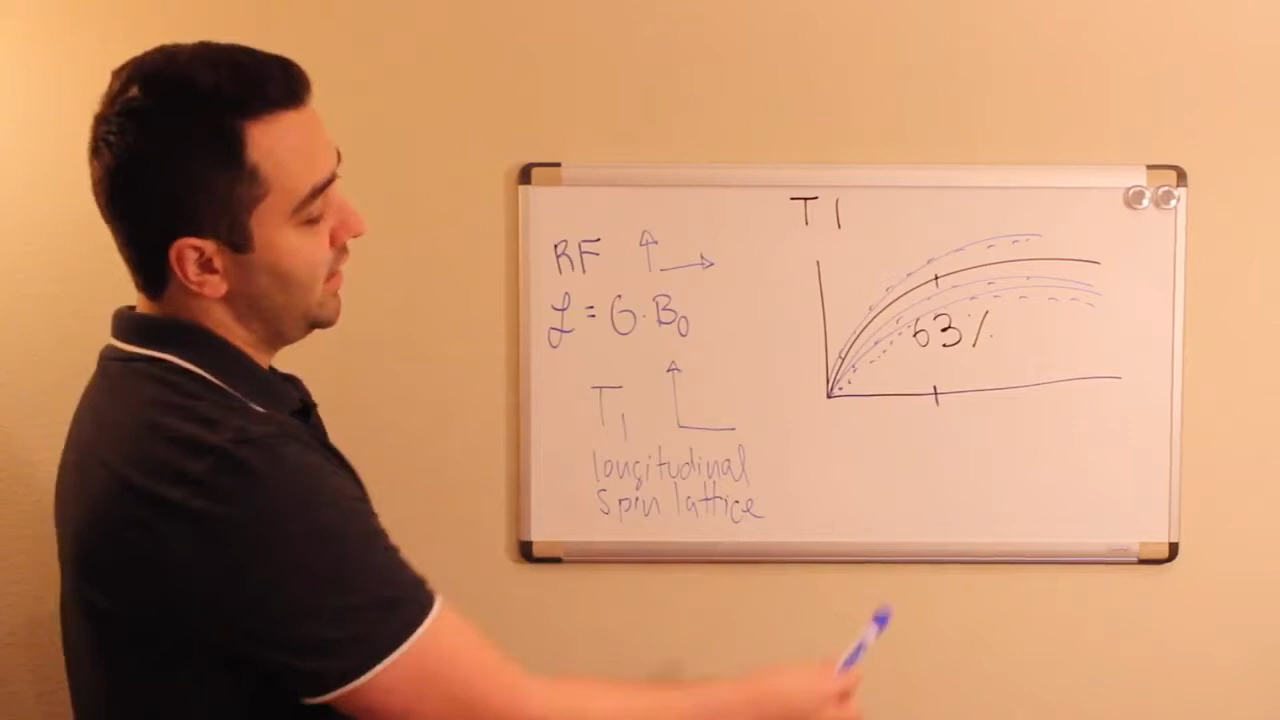 RF
L = G · B₀
T₁
longitudinal
spin lattice
T1
63%